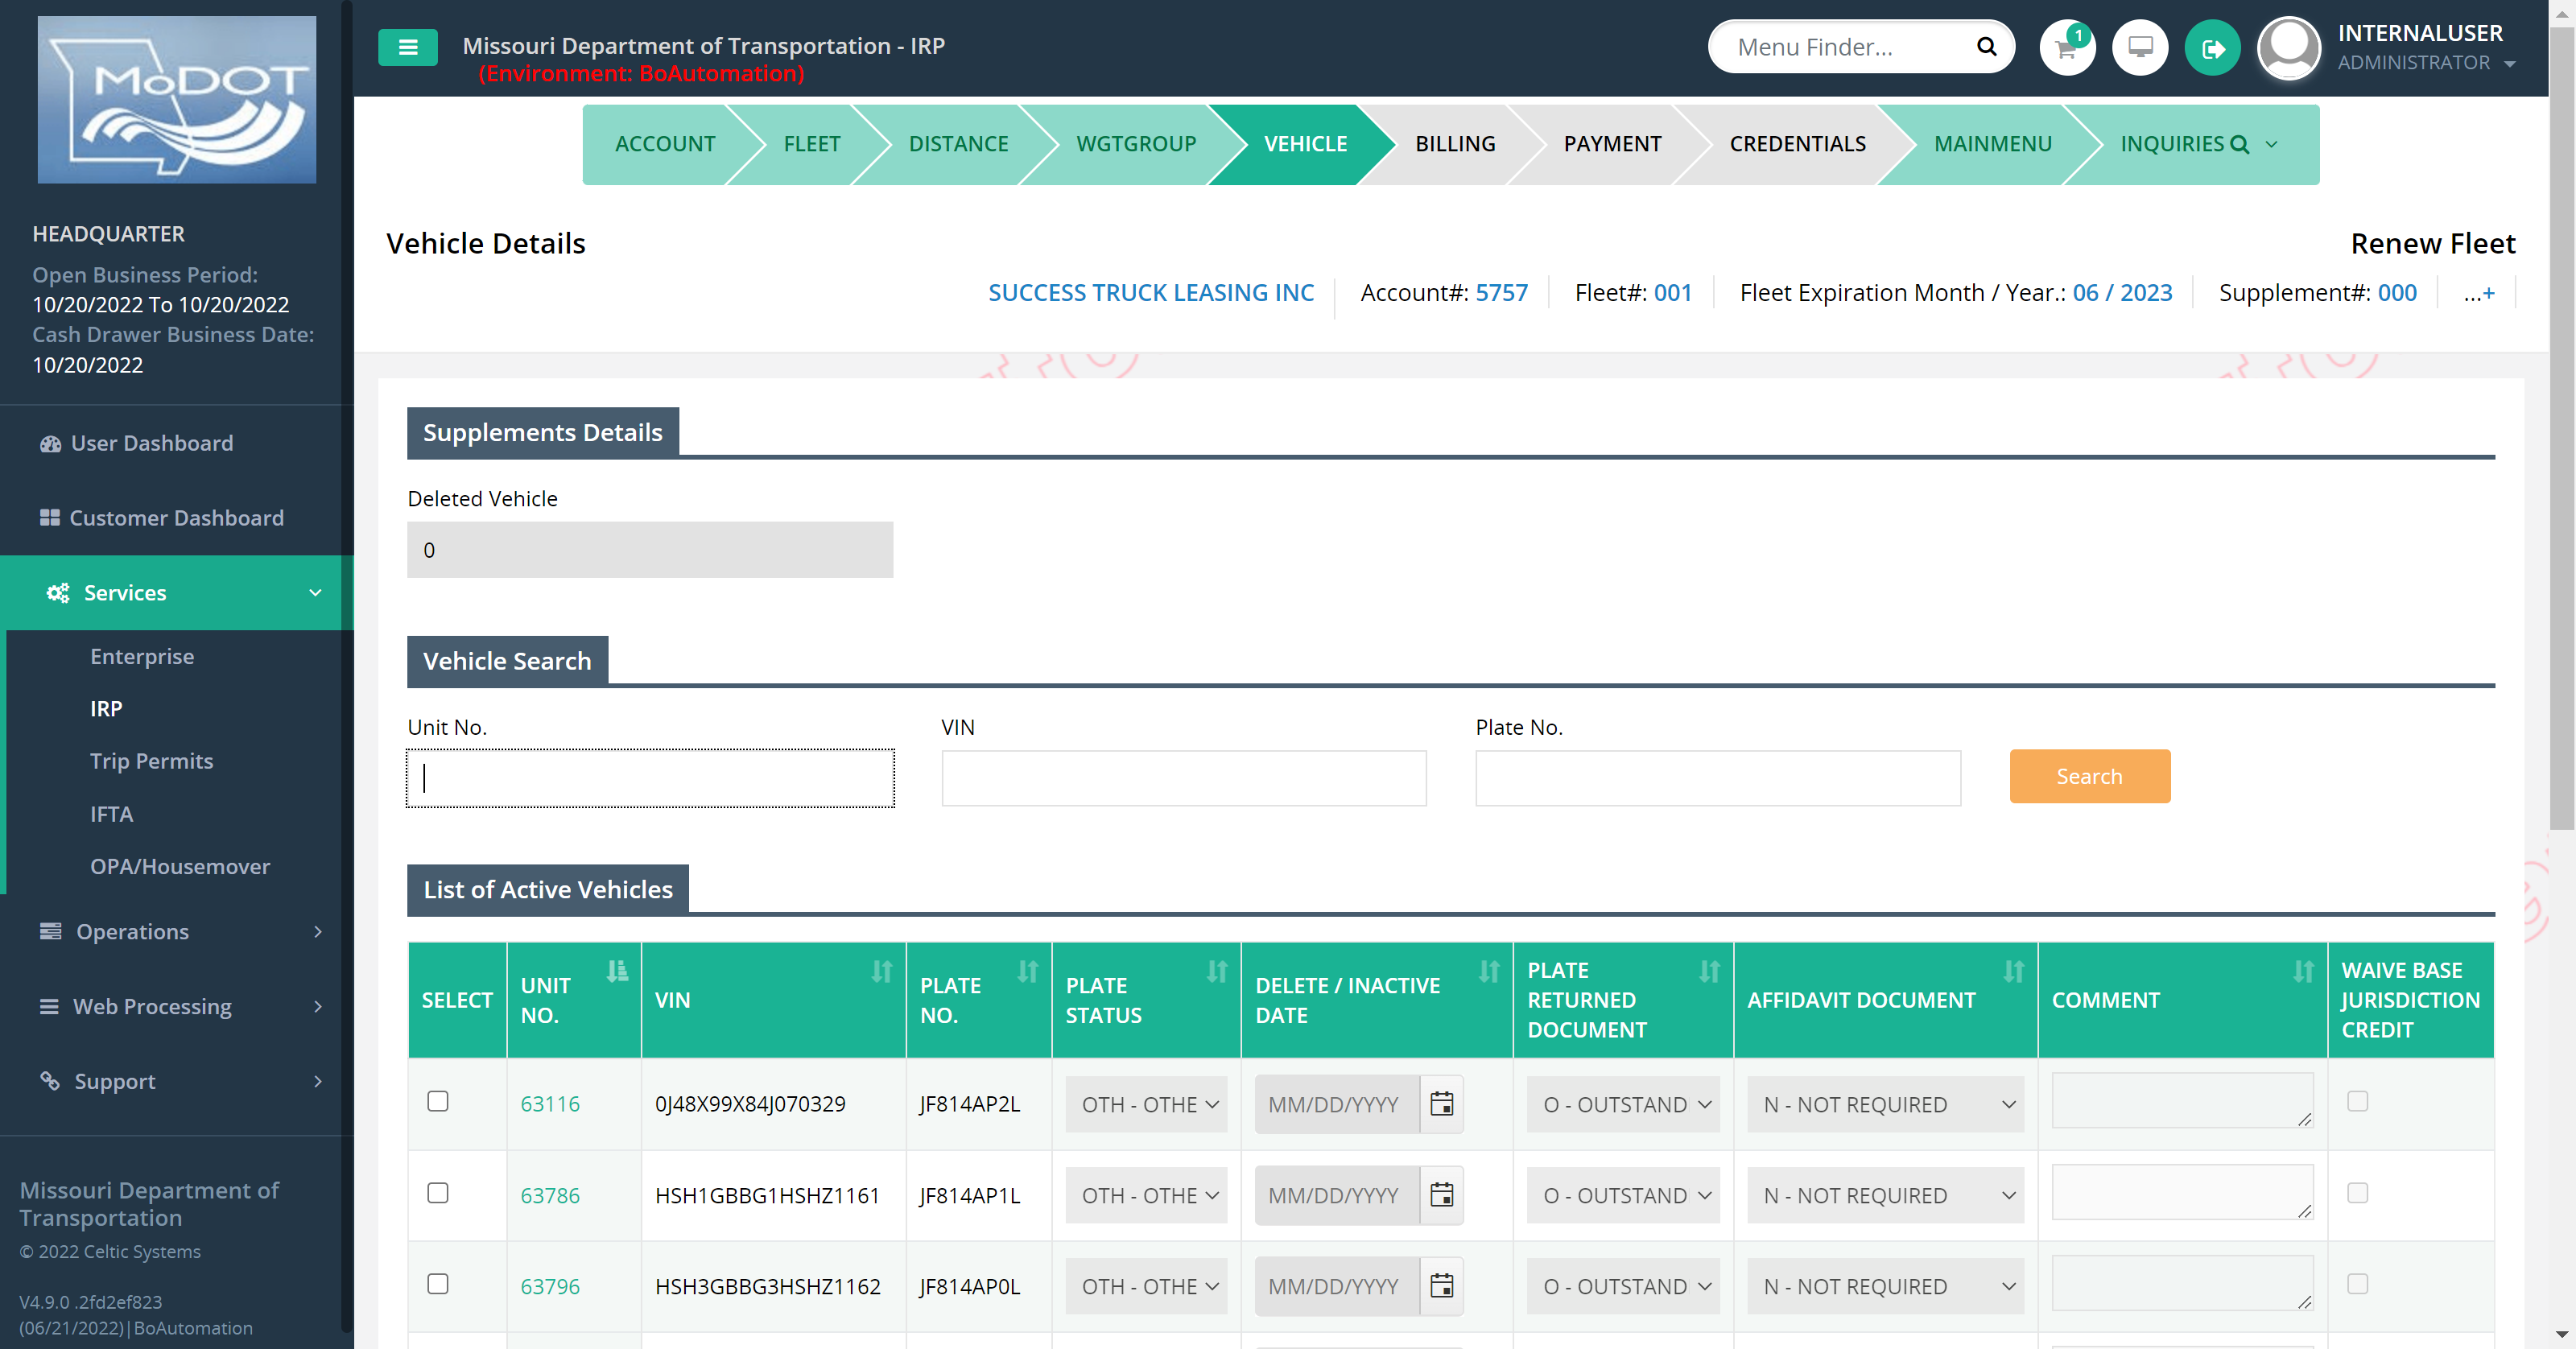 MoDOT
Missouri Department of Transportation - IRP
(Environment: BoAutomation)
Menu Finder...
1
INTERNALUSER
ADMINISTRATOR
HEADQUARTER
Open Business Period:
10/20/2022 To 10/20/2022
Cash Drawer Business Date:
10/20/2022
User Dashboard
Customer Dashboard
Services
Enterprise
IRP
Trip Permits
IFTA
OPA/Housemover
Operations
Web Processing
Support
Missouri Department of
Transportation
© 2022 Celtic Systems
V4.9.0 .2fd2ef823
(06/21/2022)|BoAutomation
ACCOUNT FLEET DISTANCE WGTGROUP VEHICLE BILLING PAYMENT CREDENTIALS MAINMENU INQUIRIES
Vehicle Details
Renew Fleet
SUCCESS TRUCK LEASING INC Account#: 5757 Fleet#: 001 Fleet Expiration Month / Year.: 06 / 2023 Supplement#: 000 ...+
Supplements Details
Deleted Vehicle
0
Vehicle Search
Unit No. VIN Plate No.
Search
List of Active Vehicles
SELECT UNIT NO. VIN PLATE NO. PLATE STATUS DELETE / INACTIVE DATE PLATE RETURNED DOCUMENT AFFIDAVIT DOCUMENT COMMENT WAIVE BASE JURISDICTION CREDIT
63116 0J48X99X84J070329 JF814AP2L OTH - OTHE MM/DD/YYYY O - OUTSTAND N - NOT REQUIRED
63786 HSH1GBBG1HSHZ1161 JF814AP1L OTH - OTHE MM/DD/YYYY O - OUTSTAND N - NOT REQUIRED
63796 HSH3GBBG3HSHZ1162 JF814AP0L OTH - OTHE MM/DD/YYYY O - OUTSTAND N - NOT REQUIRED